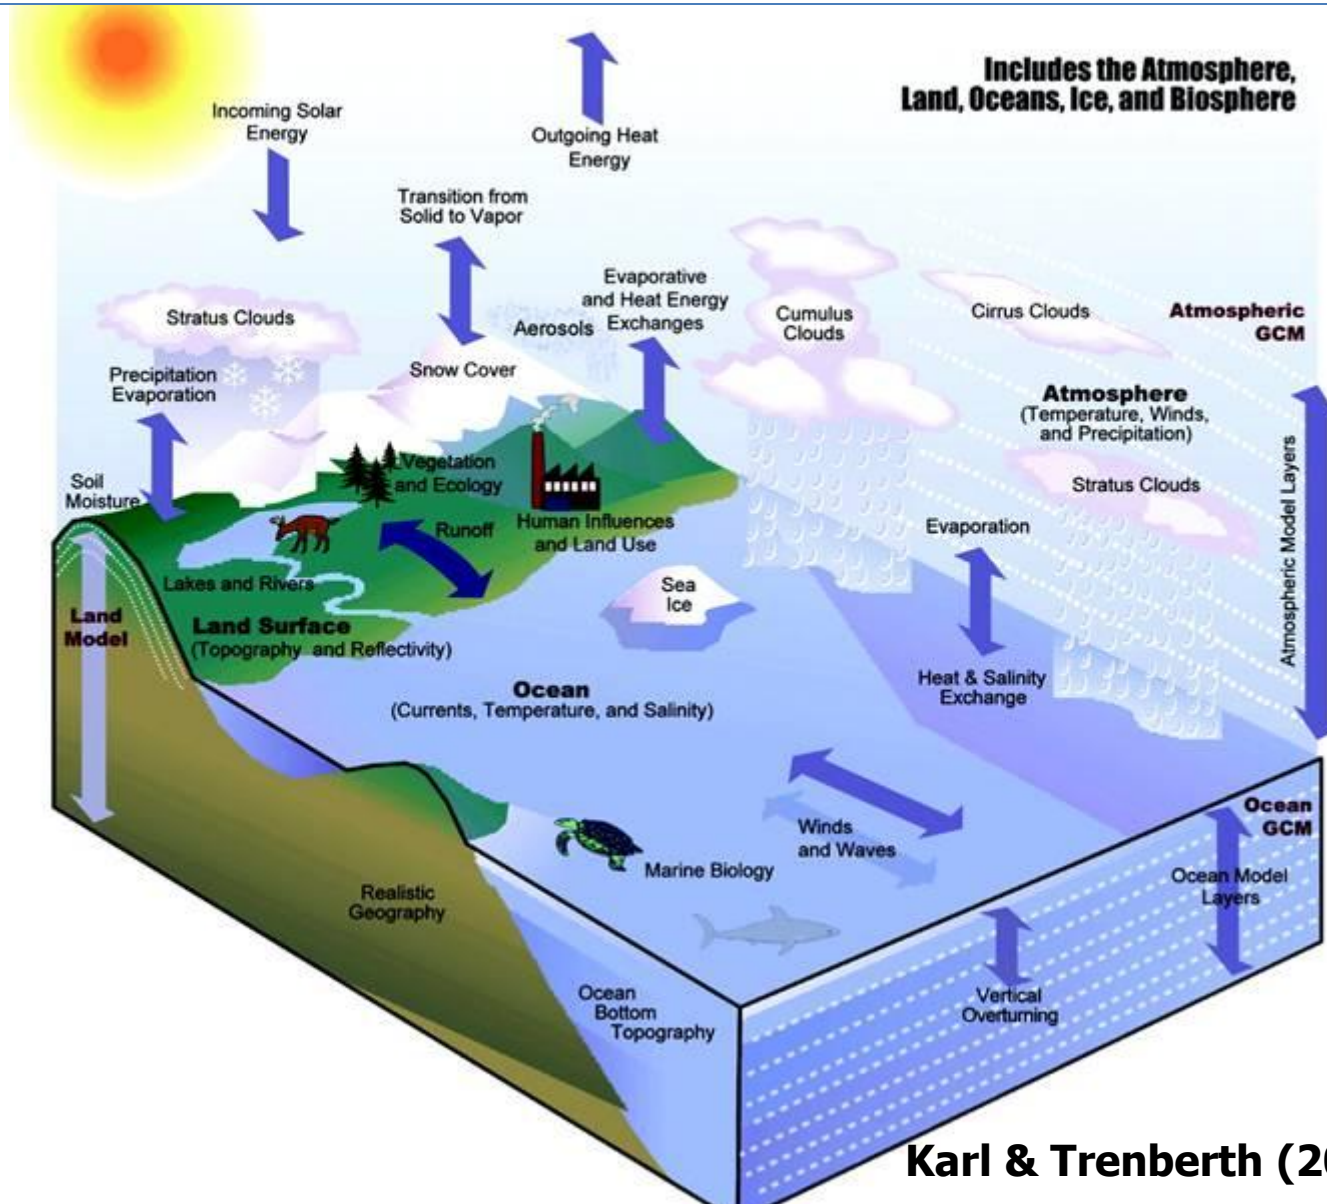 Includes the Atmosphere,
Land, Oceans, Ice, and Biosphere
Incoming Solar
Energy
Outgoing Heat
Energy
Transition from
Solid to Vapor
Evaporative
and Heat Energy
Exchanges
Aerosols
Stratus Clouds
Cumulus
Clouds
Cirrus Clouds
Atmospheric
GCM
Precipitation
Evaporation
Snow Cover
Atmosphere
(Temperature, Winds,
and Precipitation)
Soil
Moisture
Vegetation
and Ecology
Stratus Clouds
Atmospheric Model Layers
Runoff
Human Influences
and Land Use
Evaporation
Lakes and Rivers
Sea
Ice
Land
Model
Land Surface
(Topography and Reflectivity)
Heat & Salinity
Exchange
Ocean
(Currents, Temperature, and Salinity)
Ocean
GCM
Winds
and Waves
Marine Biology
Ocean Model
Layers
Realistic
Geography
Vertical
Overturning
Ocean
Bottom
Topography
Karl & Trenberth (20